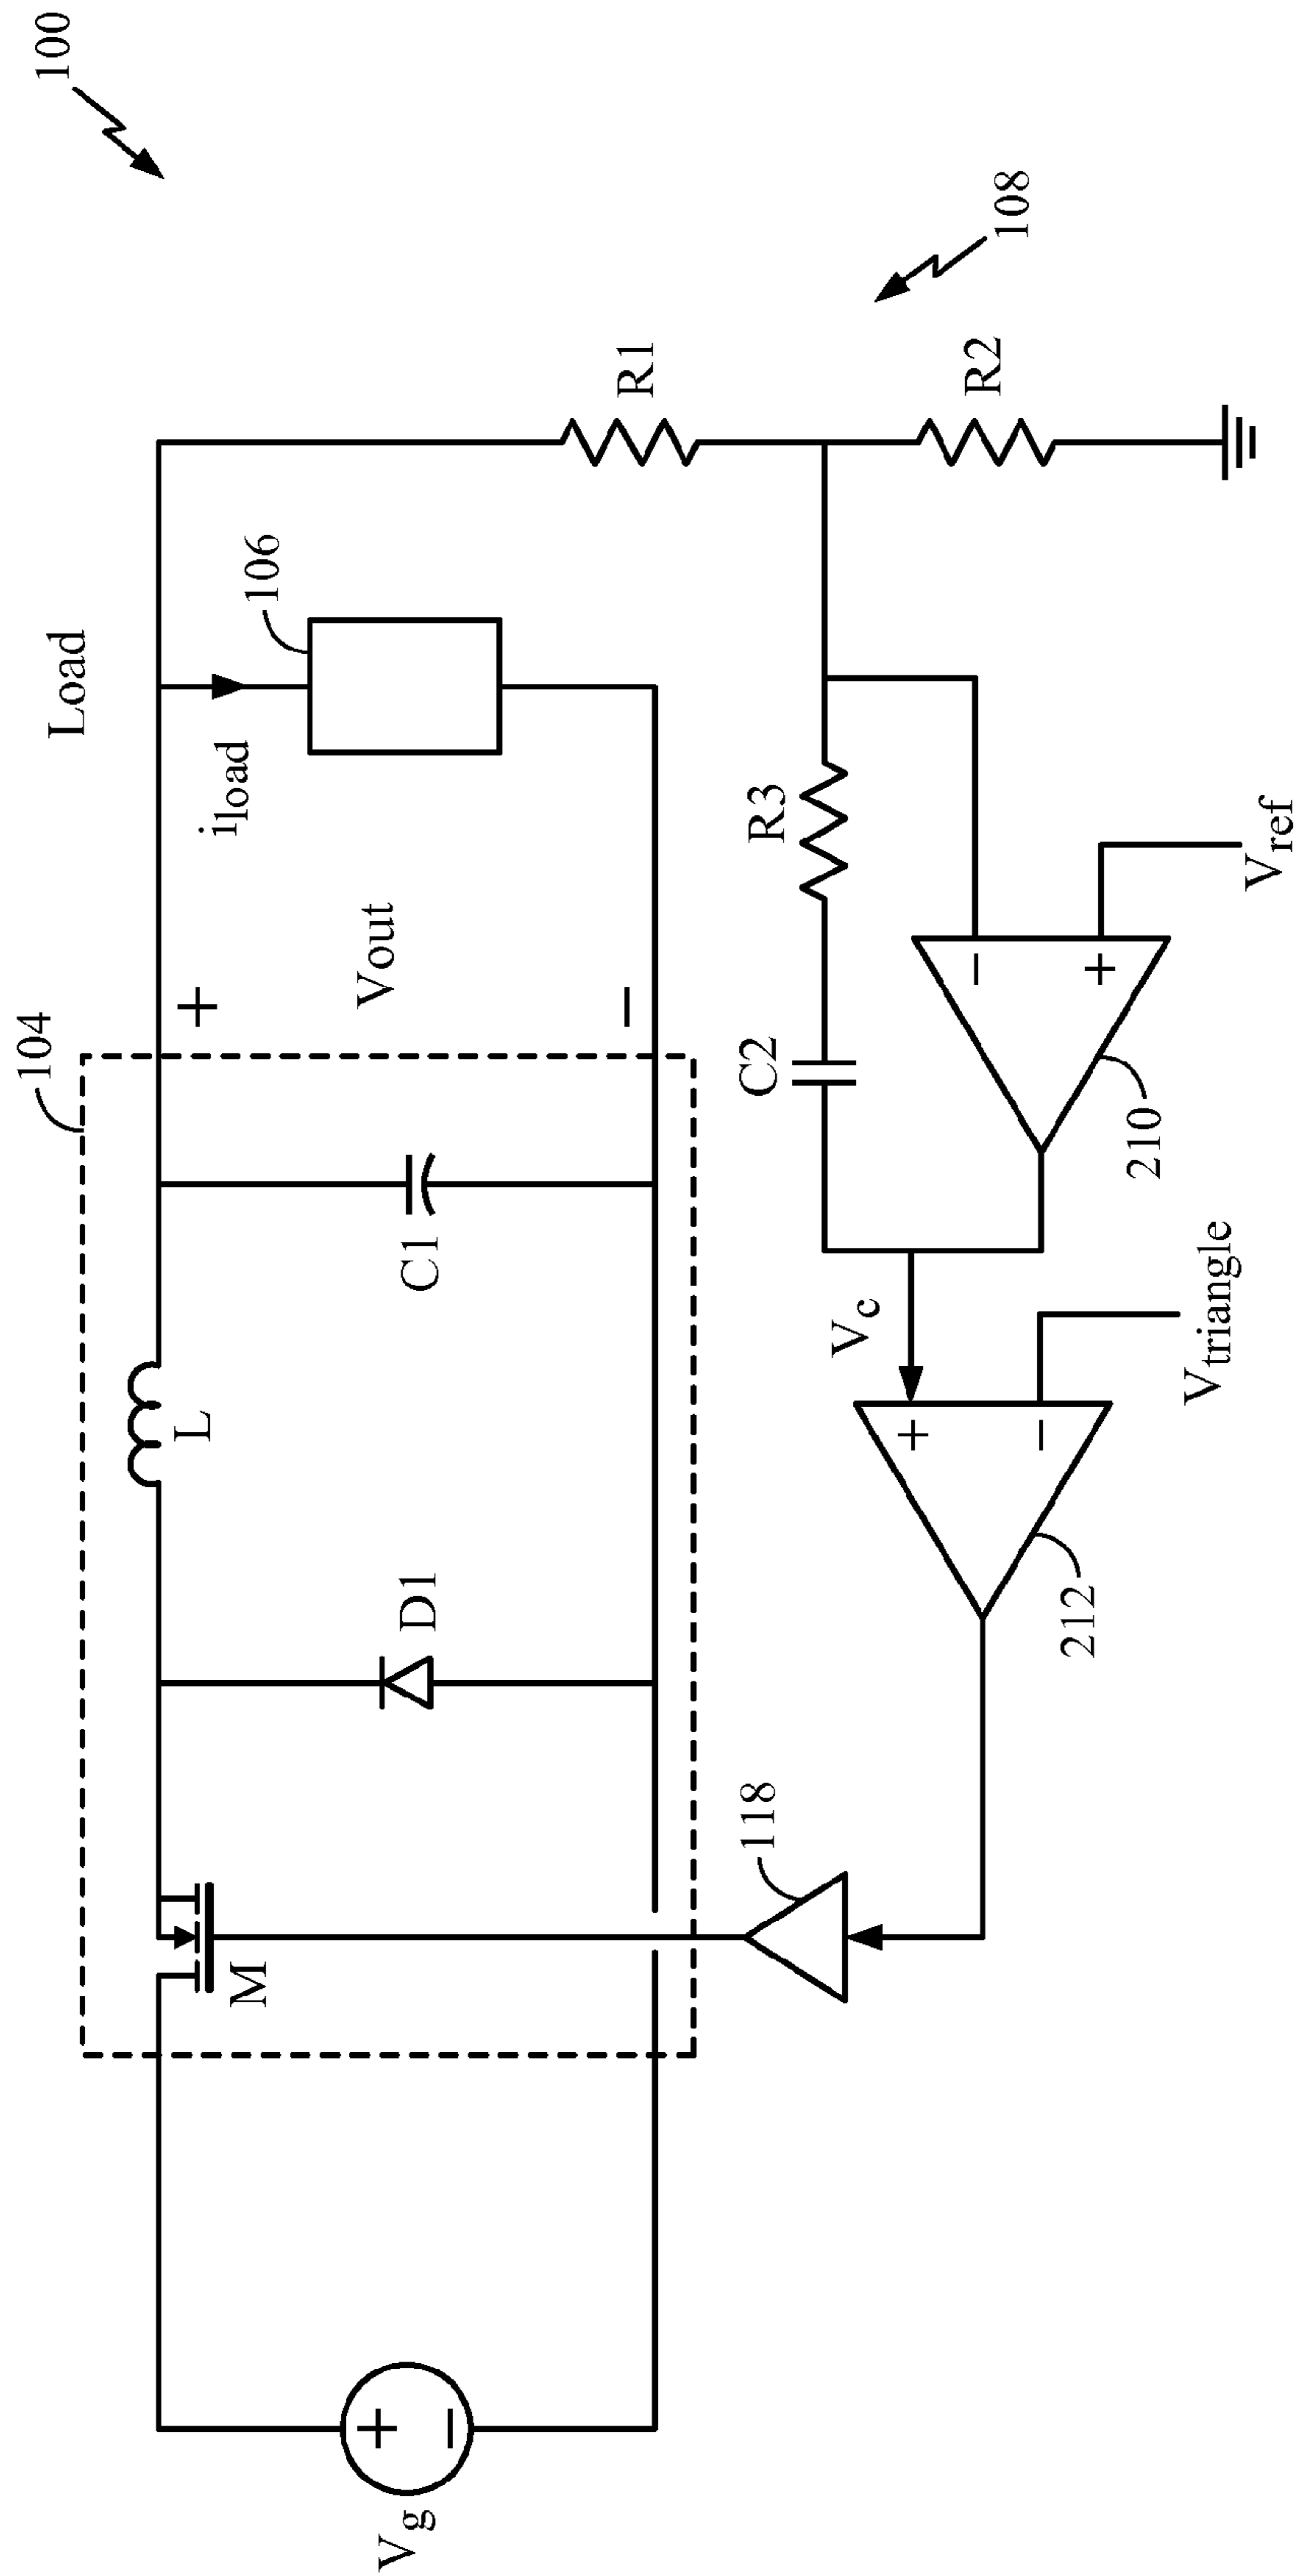 100
104
Load
106
i_load
+
Vout
−
L
C1
D1
M
Vg
+
−
R1
108
R2
R3
C2
Vc
−
+
Vref
210
+
−
Vtriangle
212
118